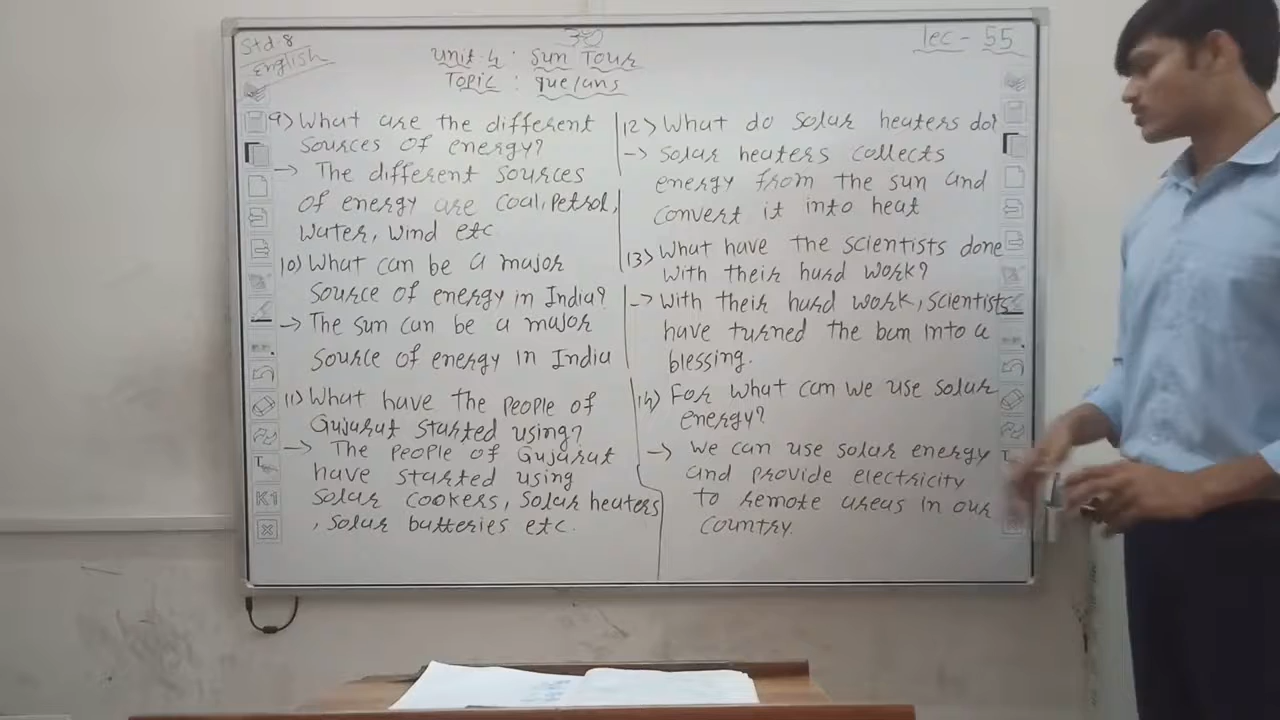 Std-8
English
ૐ
Unit-4 : Sun Tour
Topic : que/ans
lec - 55
9) What are the different
sources of energy?
→ The different sources
of energy are coal, Petrol,
water, wind etc
10) What can be a major
source of energy in India?
→ The sun can be a major
source of energy in India
11) What have the people of
Gujarat started using?
→ The people of Gujarat
have started using
solar cookers, solar heaters
, solar batteries etc.
12) What do solar heaters do?
→ solar heaters collects
energy from the sun and
convert it into heat
13) What have the scientists done
with their hard work?
→ with their hard work, scientists
have turned the ban into a
blessing.
14) For what can we use solar
energy?
→ we can use solar energy
and provide electricity
to remote areas in our
country.
T
K1
T